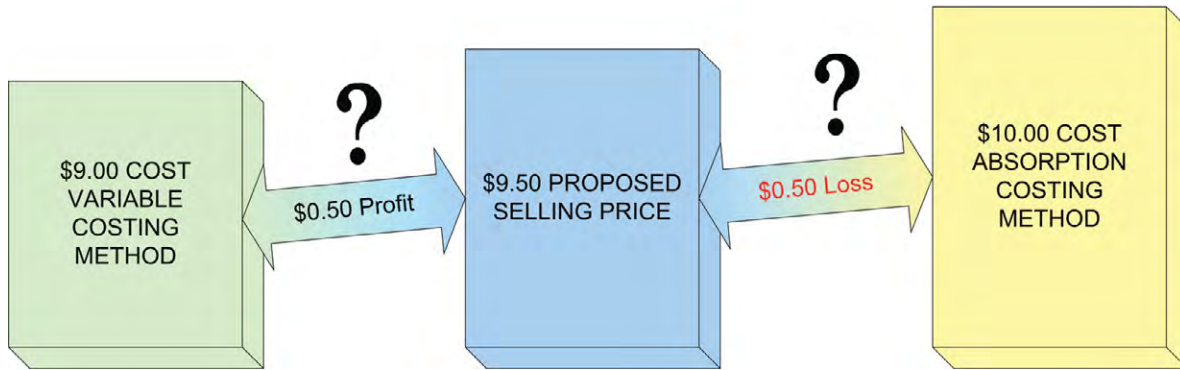 $9.00 COST
VARIABLE
COSTING
METHOD
?
$0.50 Profit
$9.50 PROPOSED
SELLING PRICE
?
$0.50 Loss
$10.00 COST
ABSORPTION
COSTING
METHOD